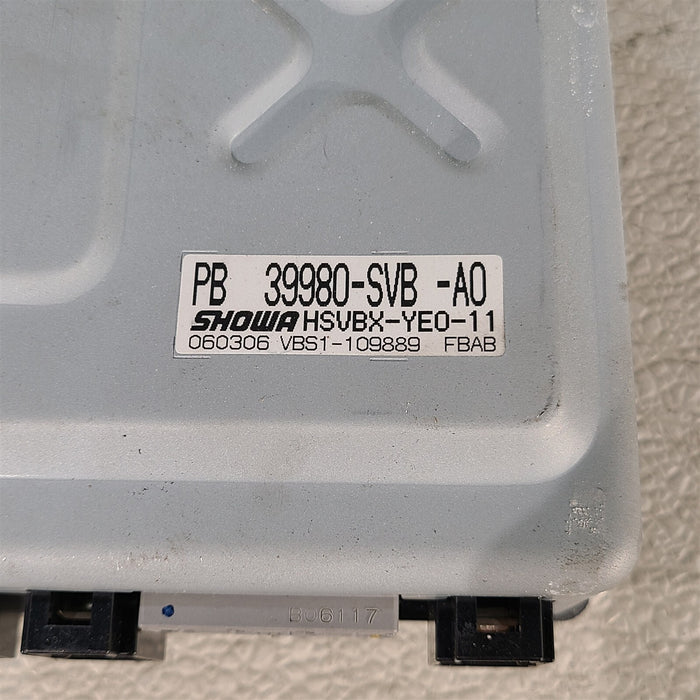 PB 39980-SVB -A0
SHOWA HSVBX-YE0-11
060306 VBS1-109889 FBAB
B06117